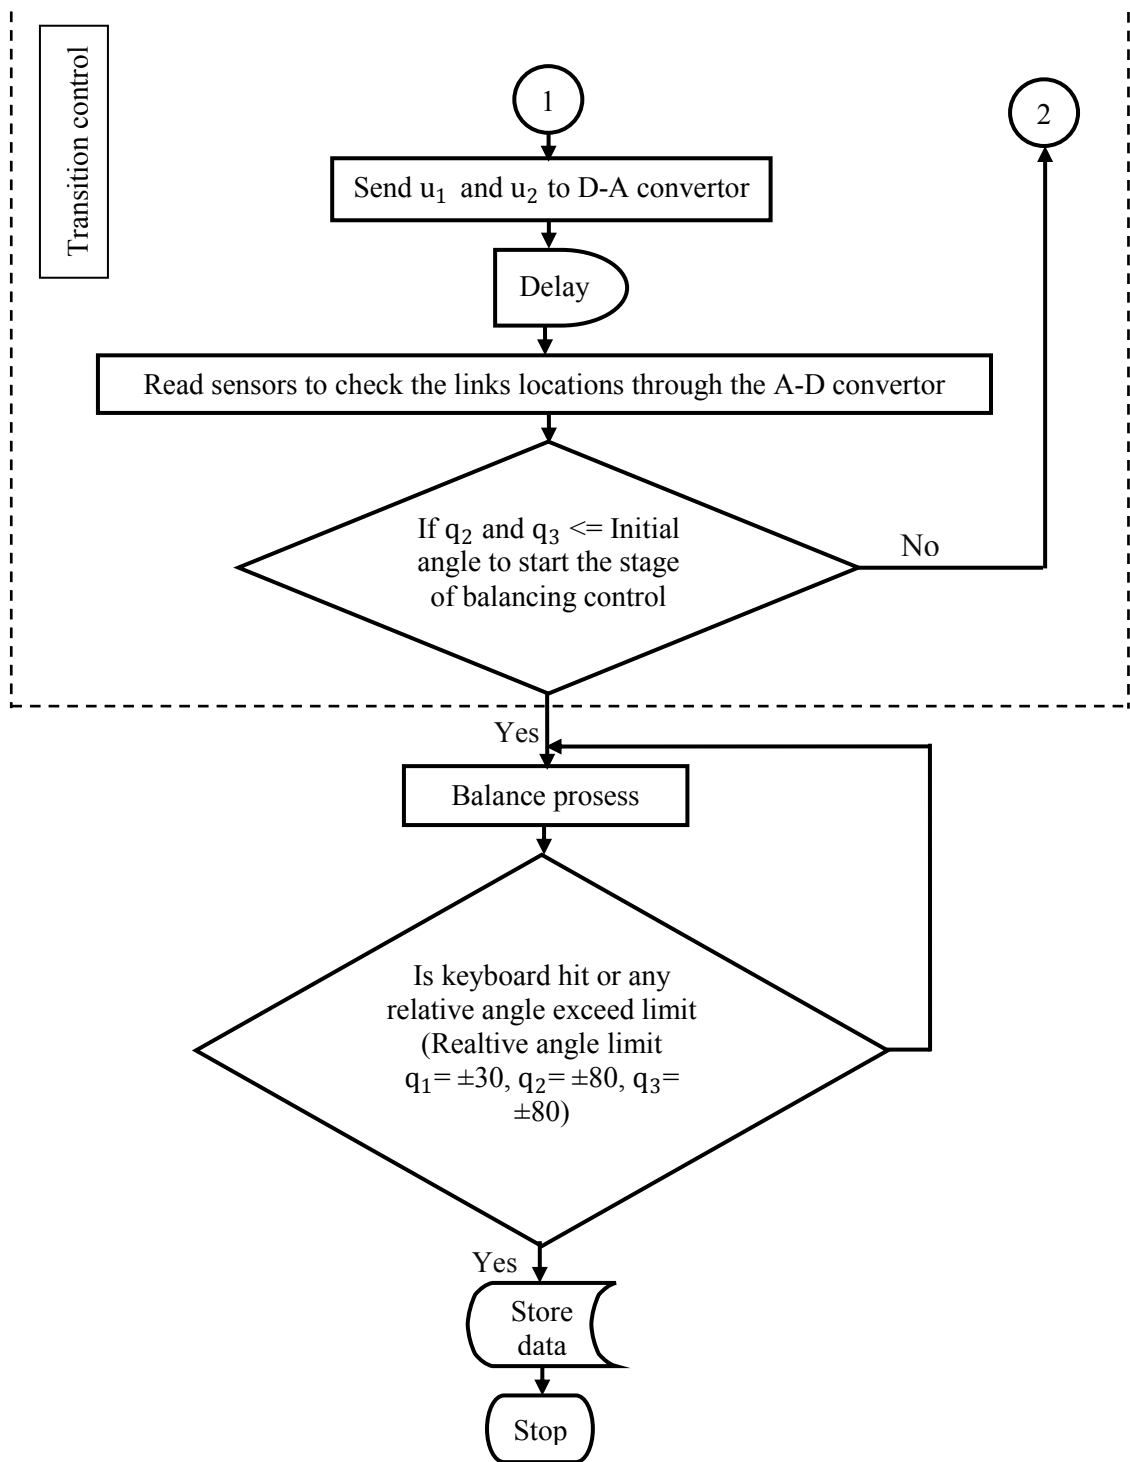 Transition control
1
2
Send u₁ and u₂ to D-A convertor
Delay
Read sensors to check the links locations through the A-D convertor
If q₂ and q₃ <= Initial
angle to start the stage
of balancing control
No
Yes
Balance prosess
Is keyboard hit or any
relative angle exceed limit
(Realtive angle limit
q₁= ±30, q₂= ±80, q₃=
±80)
Yes
Store
data
Stop